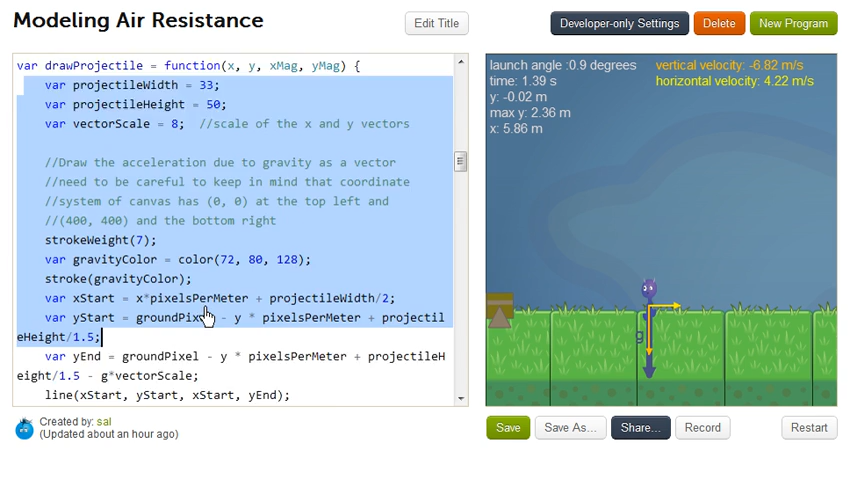 Modeling Air Resistance
Edit Title
Developer-only Settings
Delete
New Program
var drawProjectile = function(x, y, xMag, yMag) {
var projectileWidth = 33;
var projectileHeight = 50;
var vectorScale = 8;  //scale of the x and y vectors
//Draw the acceleration due to gravity as a vector
//need to be careful to keep in mind that coordinate
//system of canvas has (0, 0) at the top left and
//(400, 400) and the bottom right
strokeWeight(7);
var gravityColor = color(72, 80, 128);
stroke(gravityColor);
var xStart = x*pixelsPerMeter + projectileWidth/2;
var yStart = groundPixel - y * pixelsPerMeter + projectil
eHeight/1.5;
var yEnd = groundPixel - y * pixelsPerMeter + projectileH
eight/1.5 - g*vectorScale;
line(xStart, yStart, xStart, yEnd);
launch angle :0.9 degrees
time: 1.39 s
y: -0.02 m
max y: 2.36 m
x: 5.86 m
vertical velocity: -6.82 m/s
horizontal velocity: 4.22 m/s
g
Created by: sal
(Updated about an hour ago)
Save
Save As...
Share...
Record
Restart